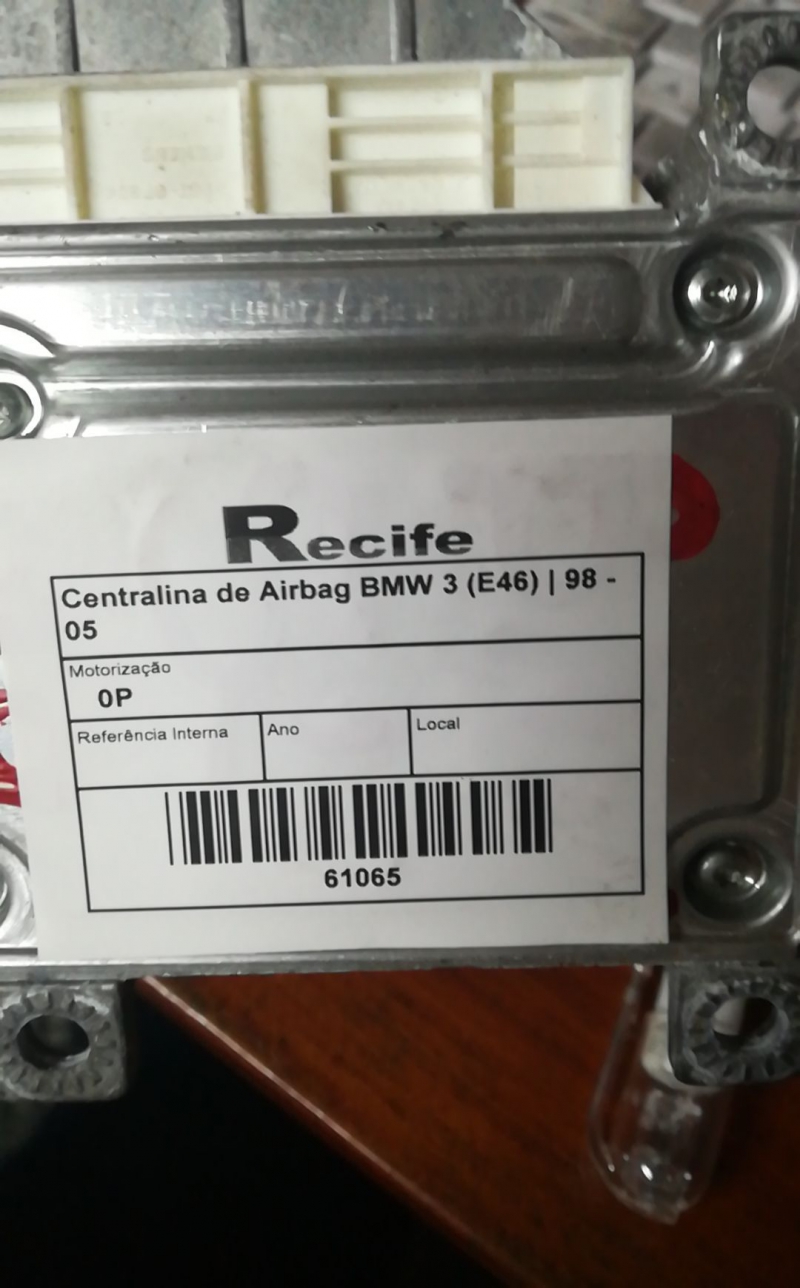 Recife
Centralina de Airbag BMW 3 (E46) | 98 -
05
Motorização
0P
Referência Interna
Ano
Local
61065